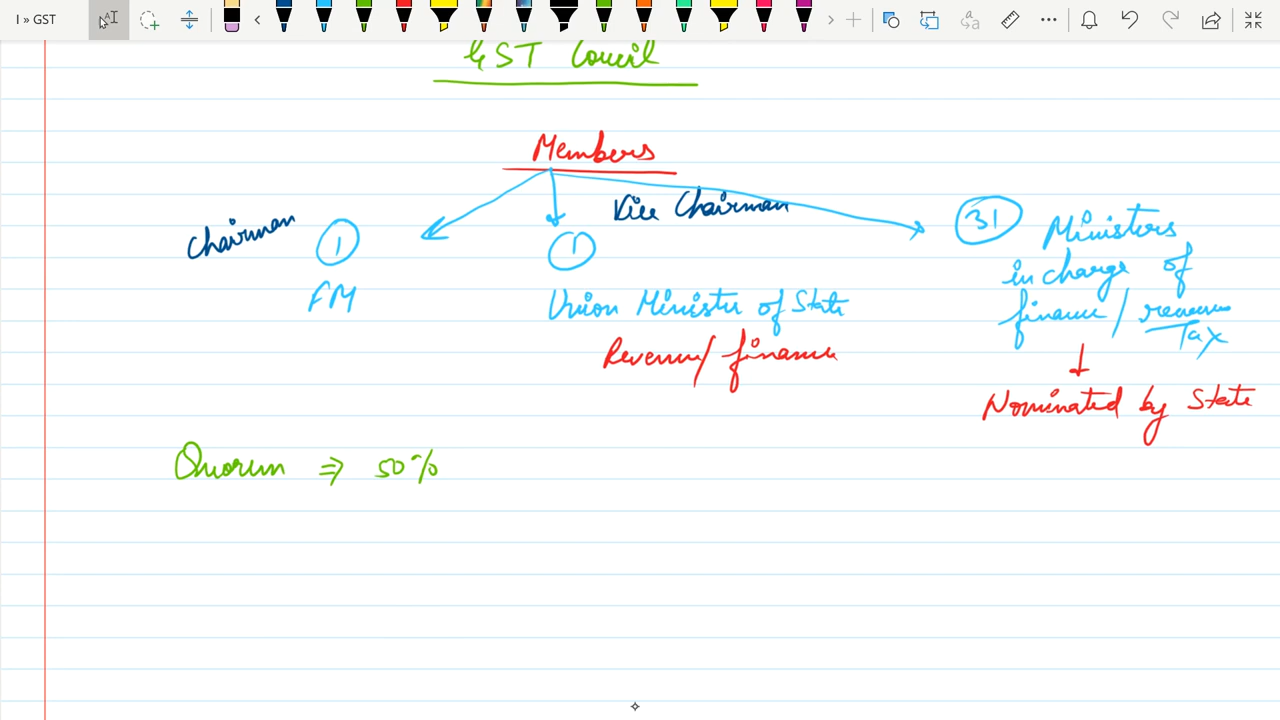 I » GST
GST Council
Members
Chairman
1
FM
Vice Chairman
1
Union Minister of State
Revenue/ finance
31
Ministers
in charge of
finance/ revenue
Tax
Nominated by State
Quorum ⇒ 50%